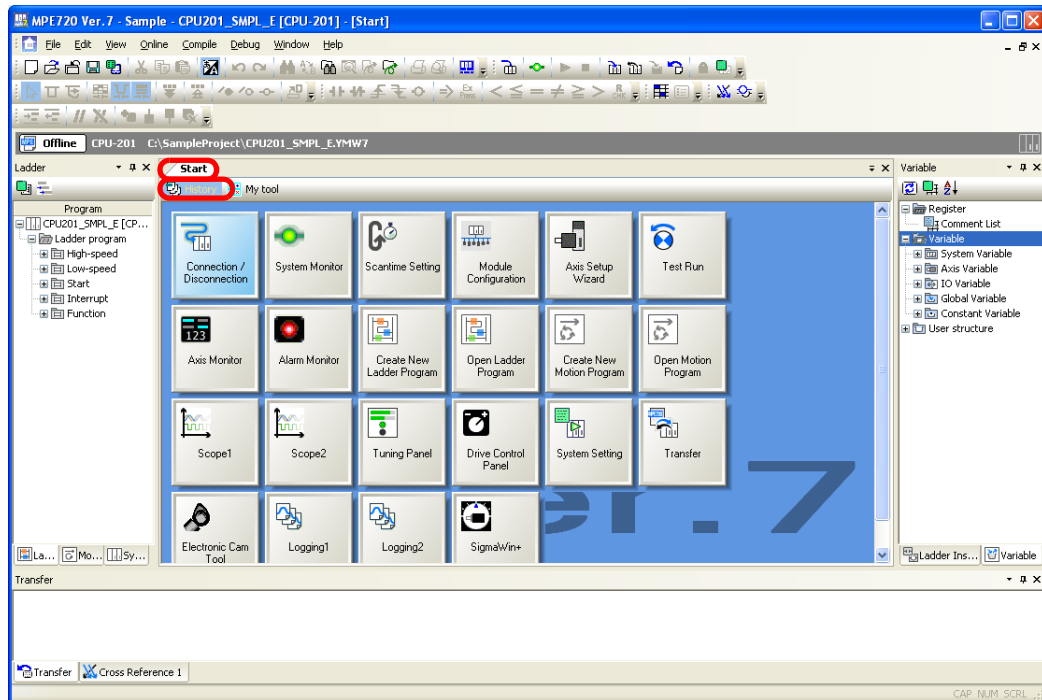 MPE720 Ver.7 - Sample - CPU201_SMPL_E [CPU-201] - [Start]
File Edit View Online Compile Debug Window Help
Offline CPU-201 C:\SampleProject\CPU201_SMPL_E.YMW7
Ladder
Start
Variable
History My tool
Program
CPU201_SMPL_E [CP...
Ladder program
High-speed
Low-speed
Start
Interrupt
Function
Connection / Disconnection
System Monitor
Scantime Setting
Module Configuration
Axis Setup Wizard
Test Run
123
Axis Monitor
Alarm Monitor
Create New Ladder Program
Open Ladder Program
Create New Motion Program
Open Motion Program
Scope1
Scope2
Tuning Panel
Drive Control Panel
System Setting
Transfer
Electronic Cam Tool
Logging1
Logging2
SigmaWin+
er.7
Register
Comment List
Variable
System Variable
Axis Variable
IO Variable
Global Variable
Constant Variable
User structure
La... Mo... Sy...
Ladder Ins... Variable
Transfer
Transfer Cross Reference 1
CAP NUM SCRL